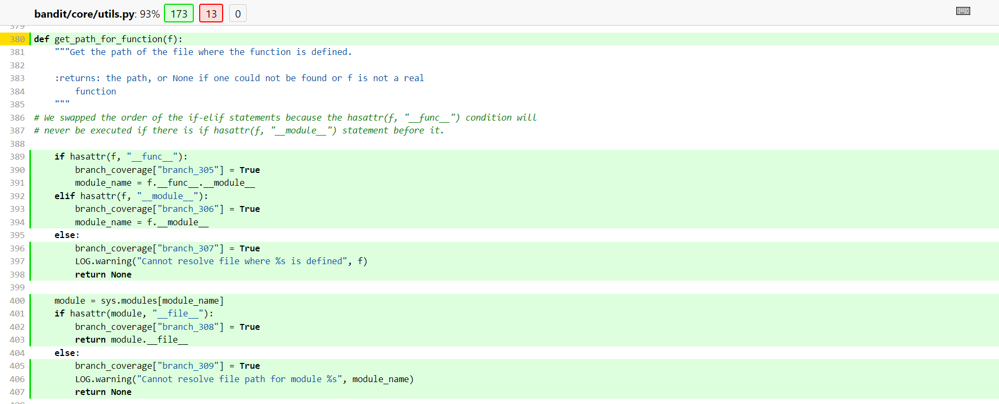 bandit/core/utils.py: 93% 173 13 0
379
380 def get_path_for_function(f):
381     """Get the path of the file where the function is defined.
382
383     :returns: the path, or None if one could not be found or f is not a real
384         function
385     """
386 # We swapped the order of the if-elif statements because the hasattr(f, "__func__") condition will
387 # never be executed if there is if hasattr(f, "__module__") statement before it.
388
389     if hasattr(f, "__func__"):
390         branch_coverage["branch_305"] = True
391         module_name = f.__func__.__module__
392     elif hasattr(f, "__module__"):
393         branch_coverage["branch_306"] = True
394         module_name = f.__module__
395     else:
396         branch_coverage["branch_307"] = True
397         LOG.warning("Cannot resolve file where %s is defined", f)
398         return None
399
400     module = sys.modules[module_name]
401     if hasattr(module, "__file__"):
402         branch_coverage["branch_308"] = True
403         return module.__file__
404     else:
405         branch_coverage["branch_309"] = True
406         LOG.warning("Cannot resolve file path for module %s", module_name)
407         return None
408